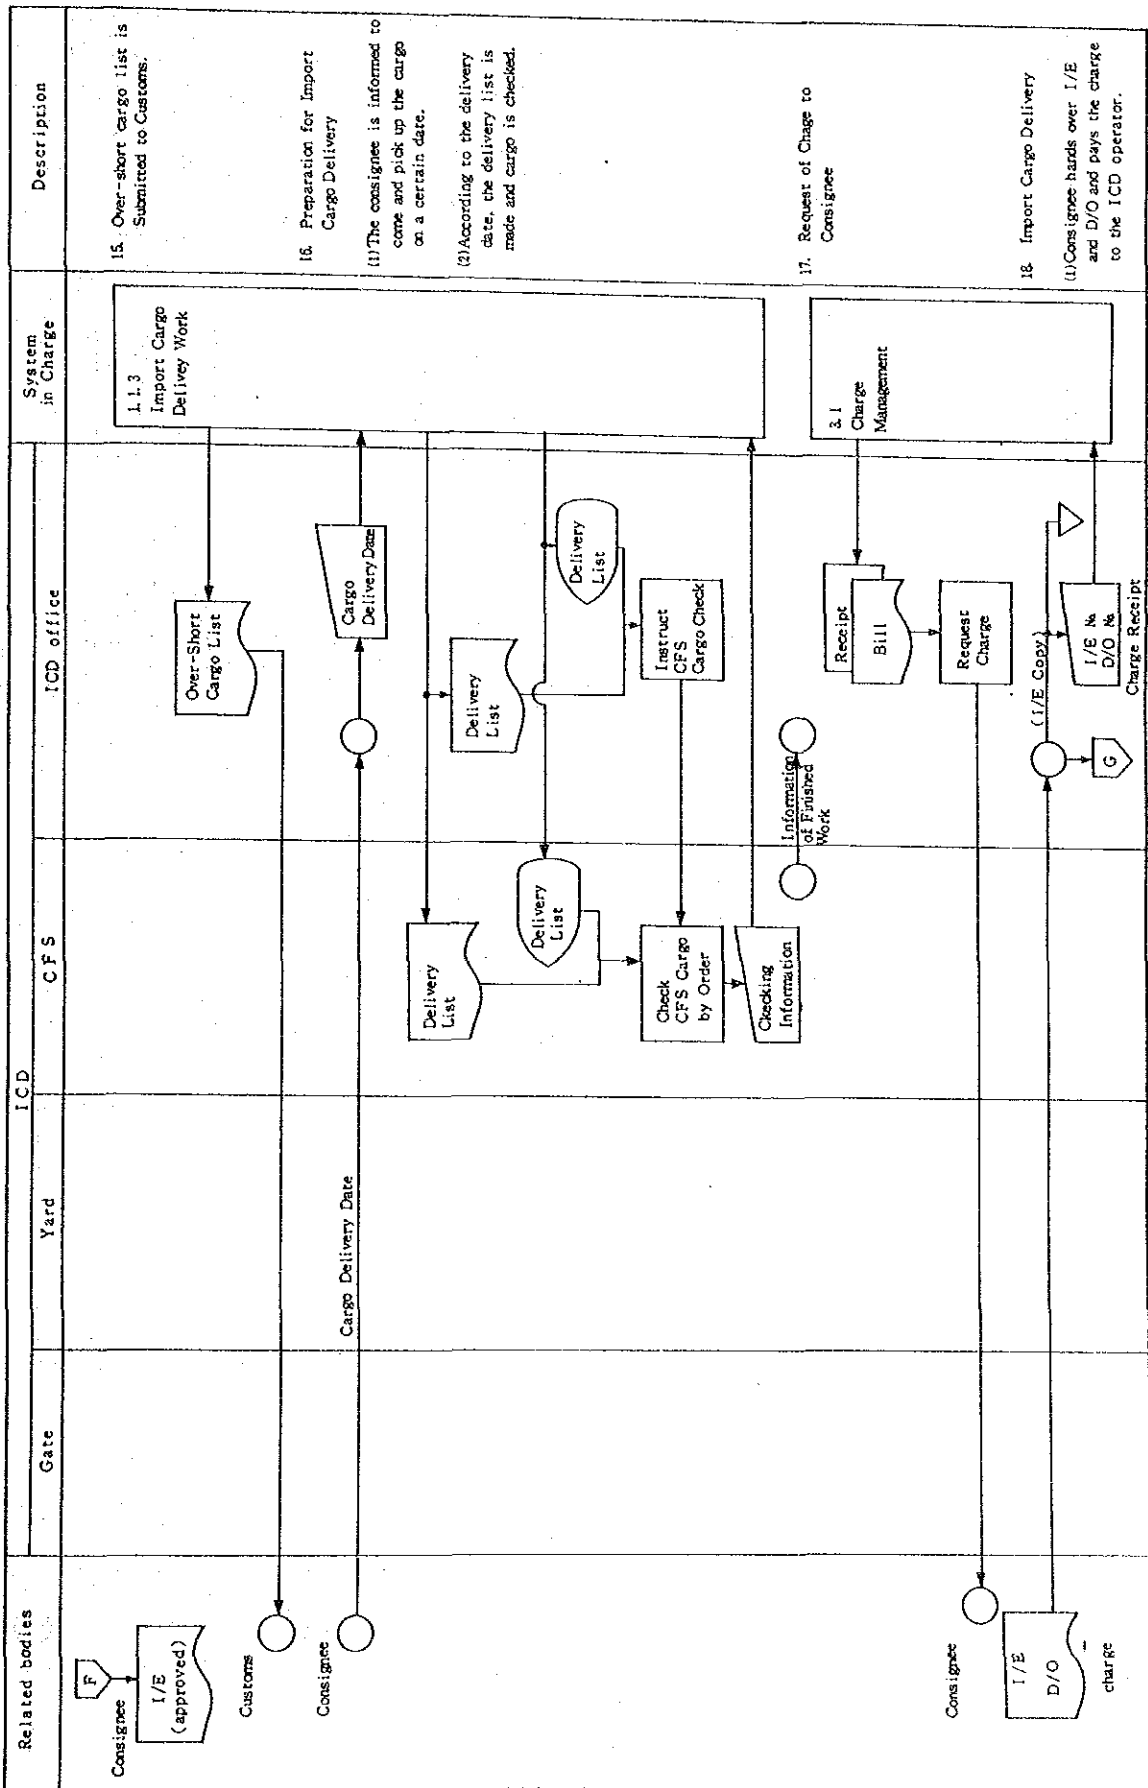 Related bodies
ICD
Gate
Yard
CFS
ICD office
System
in Charge
Description
F
Consignee
I/E
(approved)
Customs
Consignee
Cargo Delivery Date
Over-Short
Cargo List
Cargo
Delivery Date
1.1.3
Import Cargo
Delivey Work
15. Over-short cargo list is
Submitted to Customs.
16. Preparation for Import
Cargo Delivery
(1)The consignee is informed to
come and pick up the cargo
on a certain date.
(2)According to the delivery
date, the delivery list is
made and cargo is checked.
Delivery
List
Delivery
List
Delivery
List
Delivery
List
Instruct
CFS
Cargo Check
Check
CFS Cargo
by Order
Ckecking
Information
Information
of Finished
Work
3.1
Charge
Management
17. Request of Chage to
Consignee
Receipt
Bill
Request
Charge
Consignee
I/E
D/O
charge
(I/E Copy)
G
I/E №
D/O №
Charge Receipt
18. Import Cargo Delivery
(1)Consignee hands over I/E
and D/O and pays the charge
to the ICD operator.